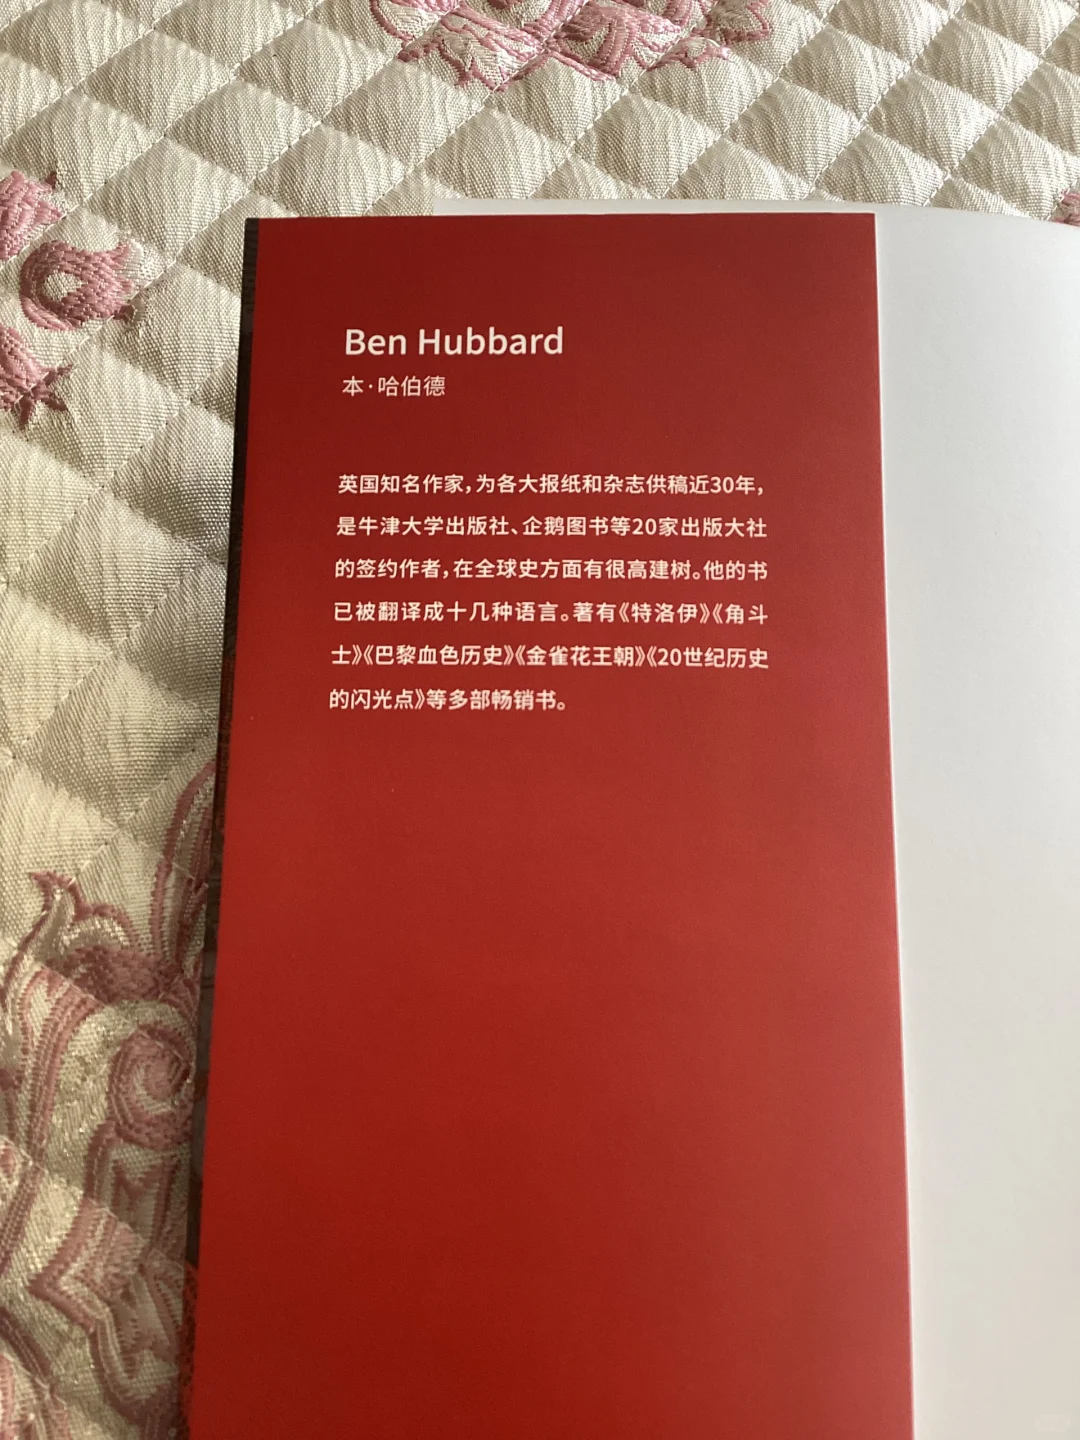 Ben Hubbard
本·哈伯德
英国知名作家，为各大报纸和杂志供稿近30年，
是牛津大学出版社、企鹅图书等20家出版大社
的签约作者，在全球史方面有很高建树。他的书
已被翻译成十几种语言。著有《特洛伊》《角斗
士》《巴黎血色历史》《金雀花王朝》《20世纪历史
的闪光点》等多部畅销书。